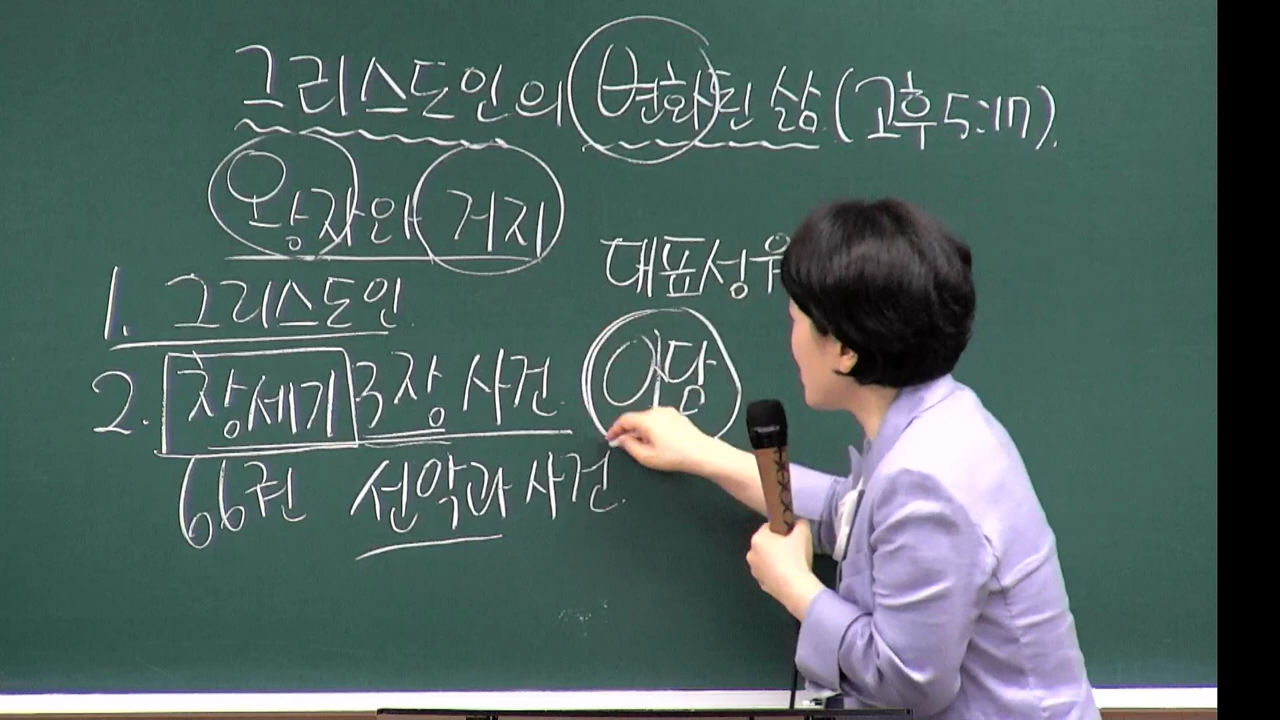 그리스도인의 변화된 삶 (고후 5:17)
왕자와 거지
대표성
1. 그리스도인
2. 창세기 3장 사건 아담
66권 선악과 사건